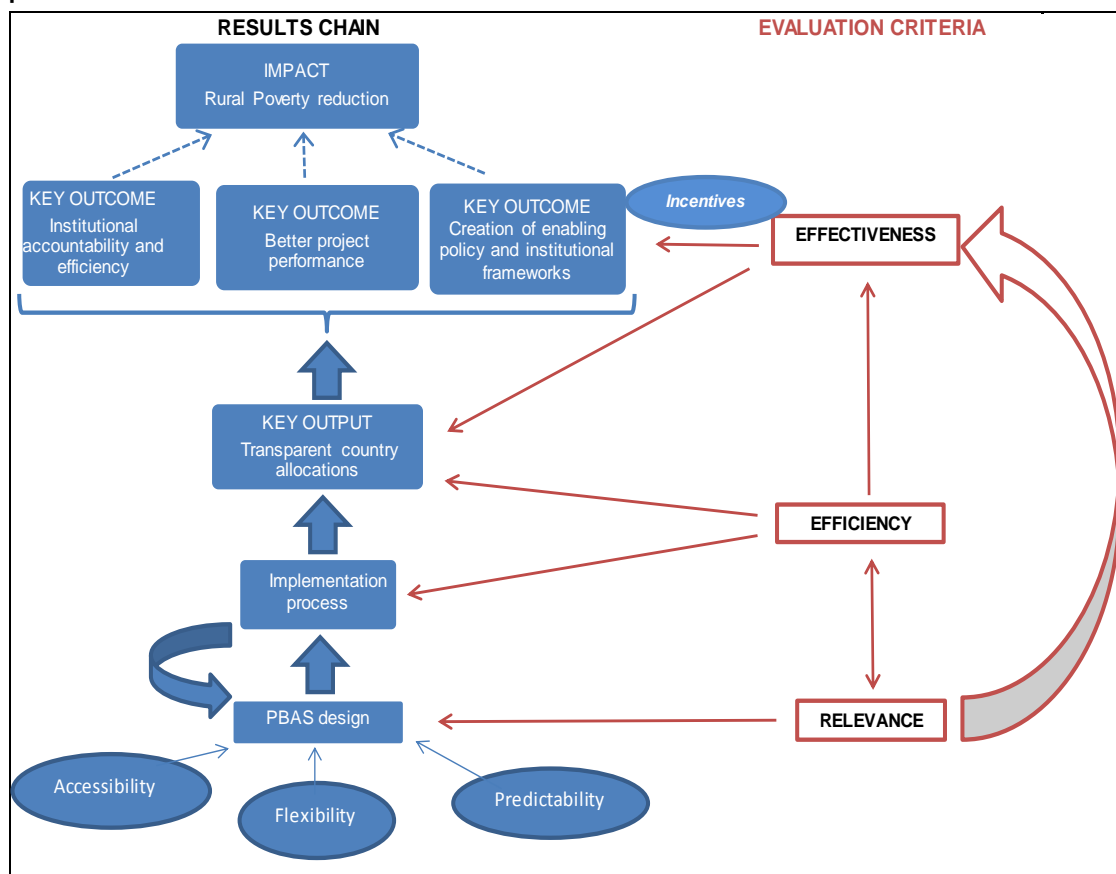 RESULTS CHAIN
EVALUATION CRITERIA
IMPACT
Rural Poverty reduction
KEY OUTCOME
Institutional
accountability and
efficiency
KEY OUTCOME
Better project
performance
KEY OUTCOME
Creation of enabling
policy and institutional
frameworks
Incentives
EFFECTIVENESS
KEY OUTPUT
Transparent country
allocations
EFFICIENCY
Implementation
process
PBAS design
RELEVANCE
Accessibility
Flexibility
Predictability